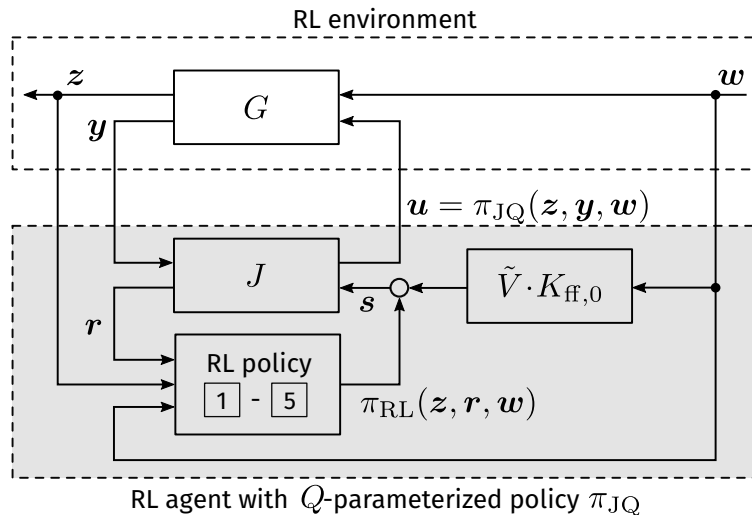 RL environment
z
w
G
y
u = π_JQ(z, y, w)
J
Ṽ · K_ff,0
s
r
RL policy
1 - 5
π_RL(z, r, w)
RL agent with Q-parameterized policy π_JQ